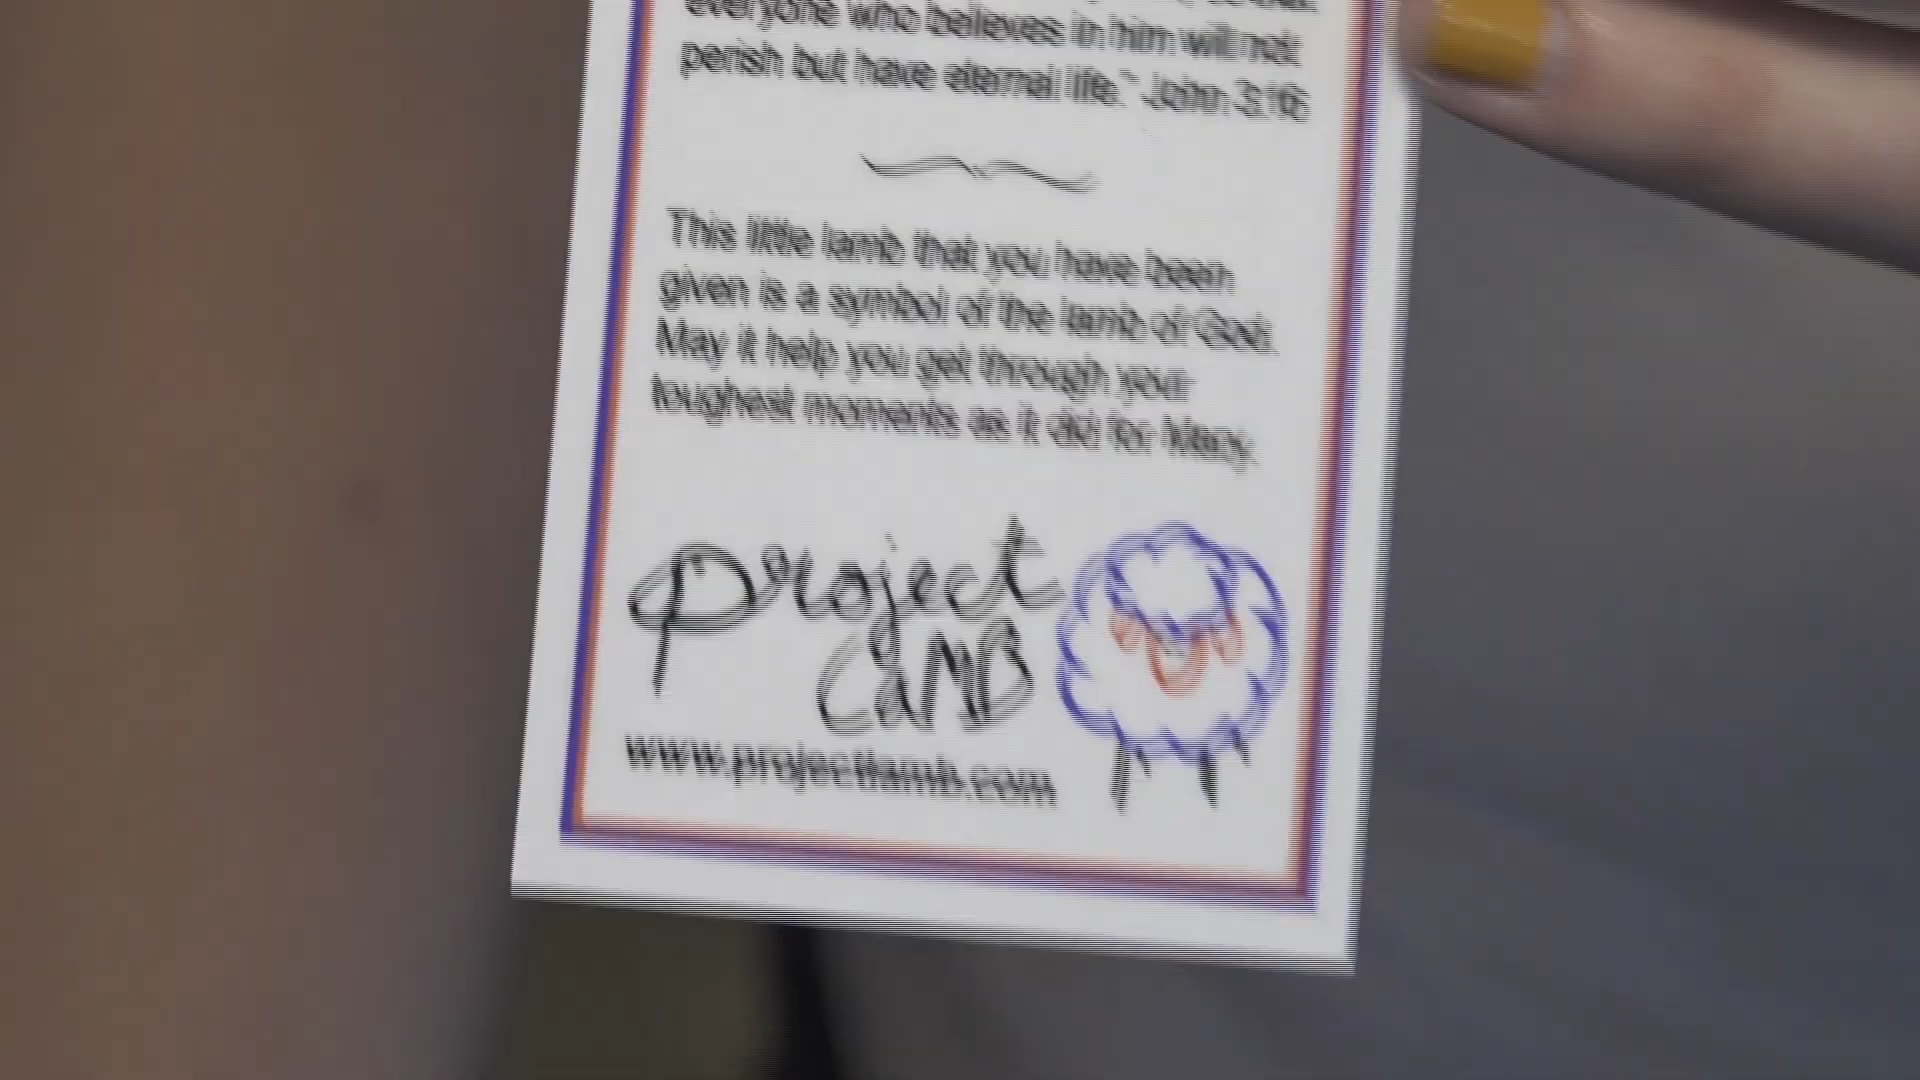 everyone who believes in him will not
perish but have eternal life." John 3:16
This little lamb that you have been
given is a symbol of the lamb of God.
May it help you get through your
toughest moments as it did for Macy.
Project
LaMB
www.projectlamb.com